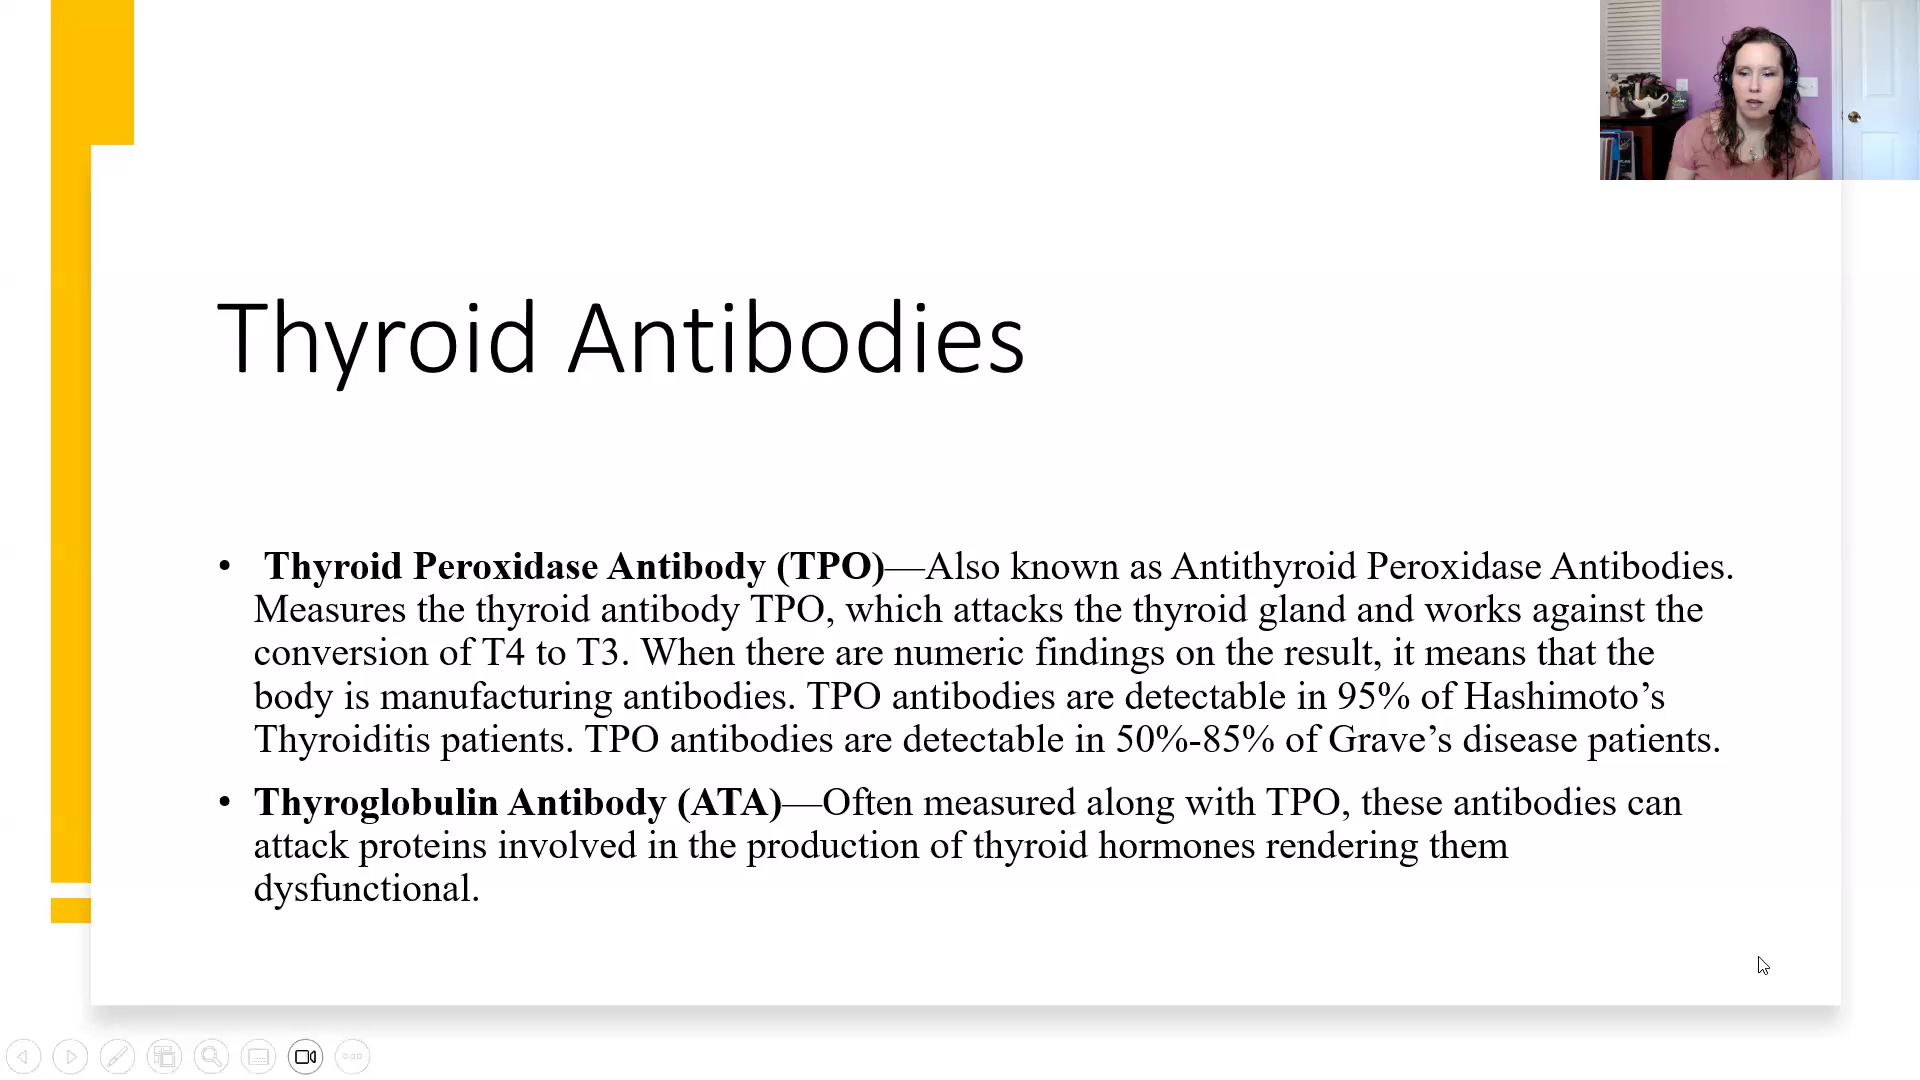 Thyroid Antibodies
• Thyroid Peroxidase Antibody (TPO)—Also known as Antithyroid Peroxidase Antibodies.
Measures the thyroid antibody TPO, which attacks the thyroid gland and works against the
conversion of T4 to T3. When there are numeric findings on the result, it means that the
body is manufacturing antibodies. TPO antibodies are detectable in 95% of Hashimoto’s
Thyroiditis patients. TPO antibodies are detectable in 50%-85% of Grave’s disease patients.
• Thyroglobulin Antibody (ATA)—Often measured along with TPO, these antibodies can
attack proteins involved in the production of thyroid hormones rendering them
dysfunctional.